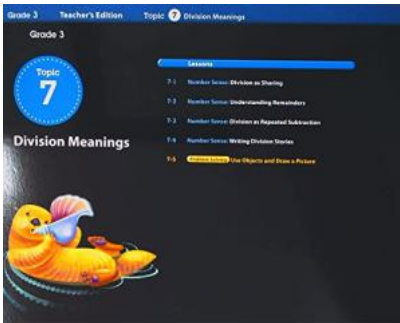 Grade 3 Teacher's Edition Topic 7 Division Meanings
Grade 3
Topic
7
Division Meanings
Lessons
7-1 Number Sense: Division as Sharing
7-2 Number Sense: Understanding Remainders
7-3 Number Sense: Division as Repeated Subtraction
7-4 Number Sense: Writing Division Stories
7-5 Problem Solving Use Objects and Draw a Picture